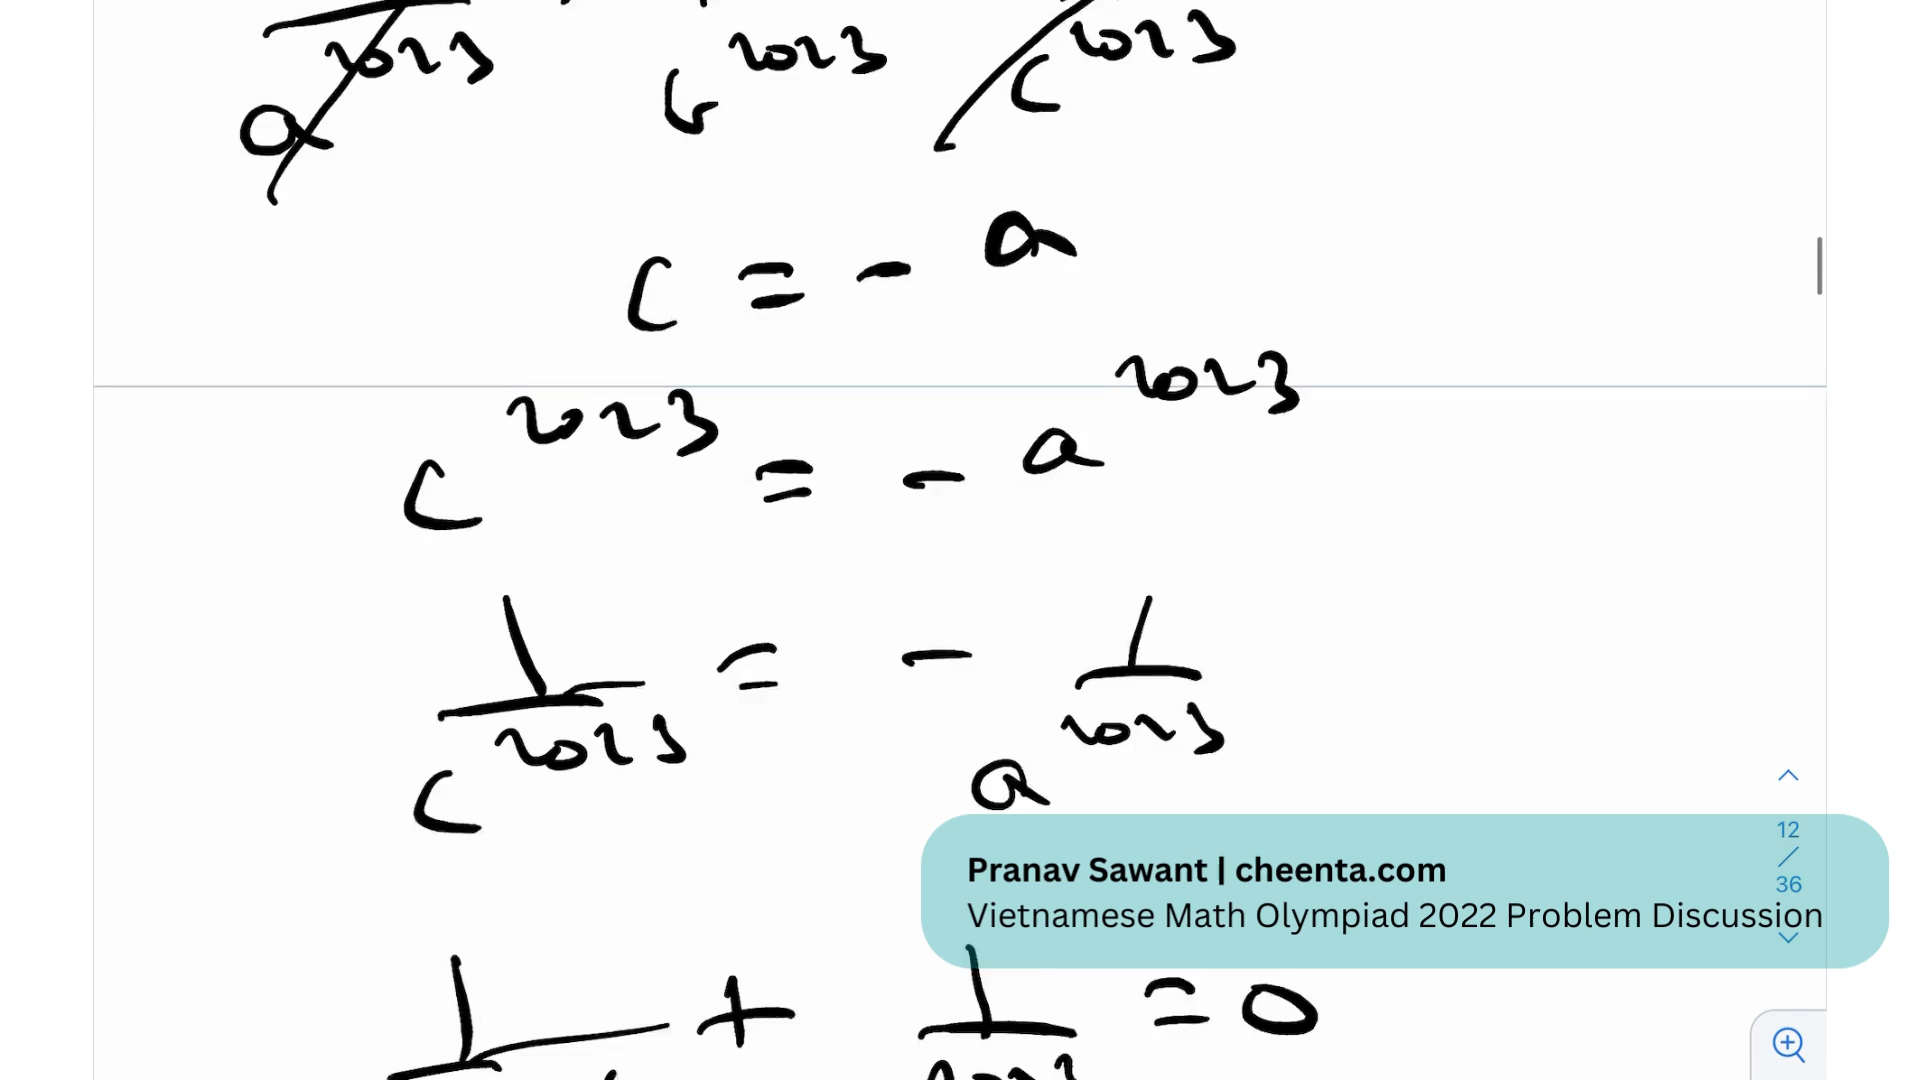 a^2023 b^2023 c^2023
c = - a
c^2023 = - a^2023
1/c^2023 = - 1/a^2023
12
/
36
Pranav Sawant | cheenta.com
Vietnamese Math Olympiad 2022 Problem Discussion
1 + 1 = 0